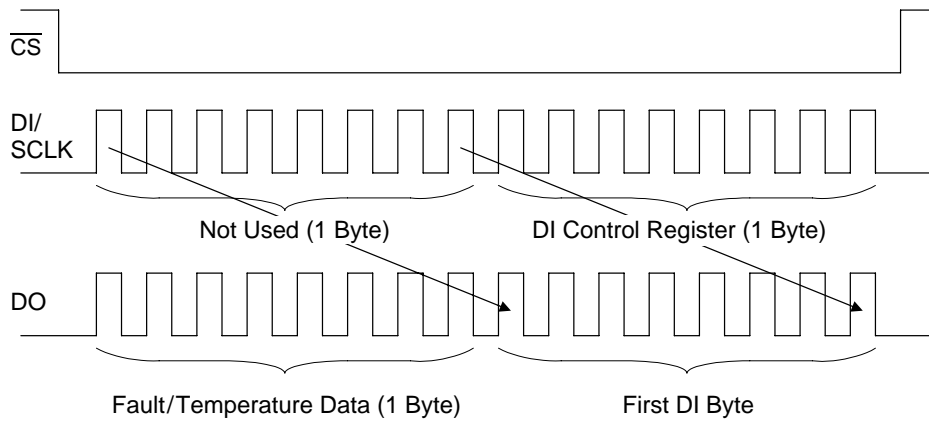 CS
DI/
SCLK
Not Used (1 Byte)
DI Control Register (1 Byte)
DO
Fault/Temperature Data (1 Byte)
First DI Byte